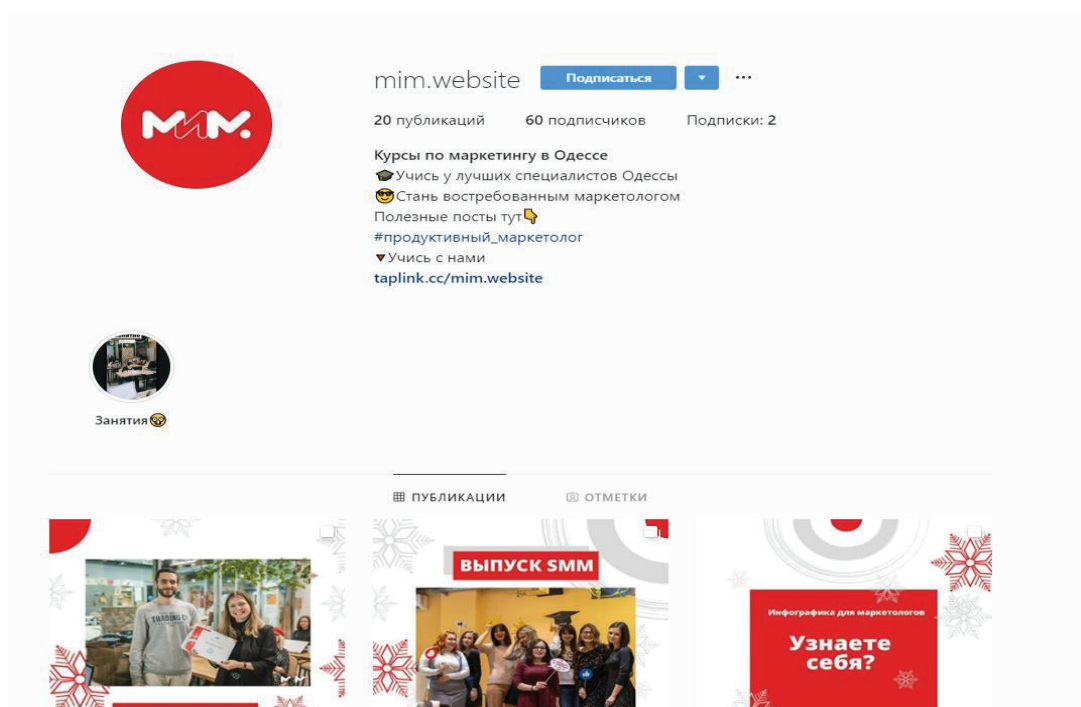 МИМ.
mim.website Подписаться
20 публикаций 60 подписчиков Подписки: 2
Курсы по маркетингу в Одессе
🎓Учись у лучших специалистов Одессы
😎Стань востребованным маркетологом
Полезные посты тут👇
#продуктивный_маркетолог
🔻Учись с нами
taplink.cc/mim.website
Занятия🤓
ПУБЛИКАЦИИ ОТМЕТКИ
ВЫПУСК SMM
Инфографика для маркетологов
Узнаете
себя?